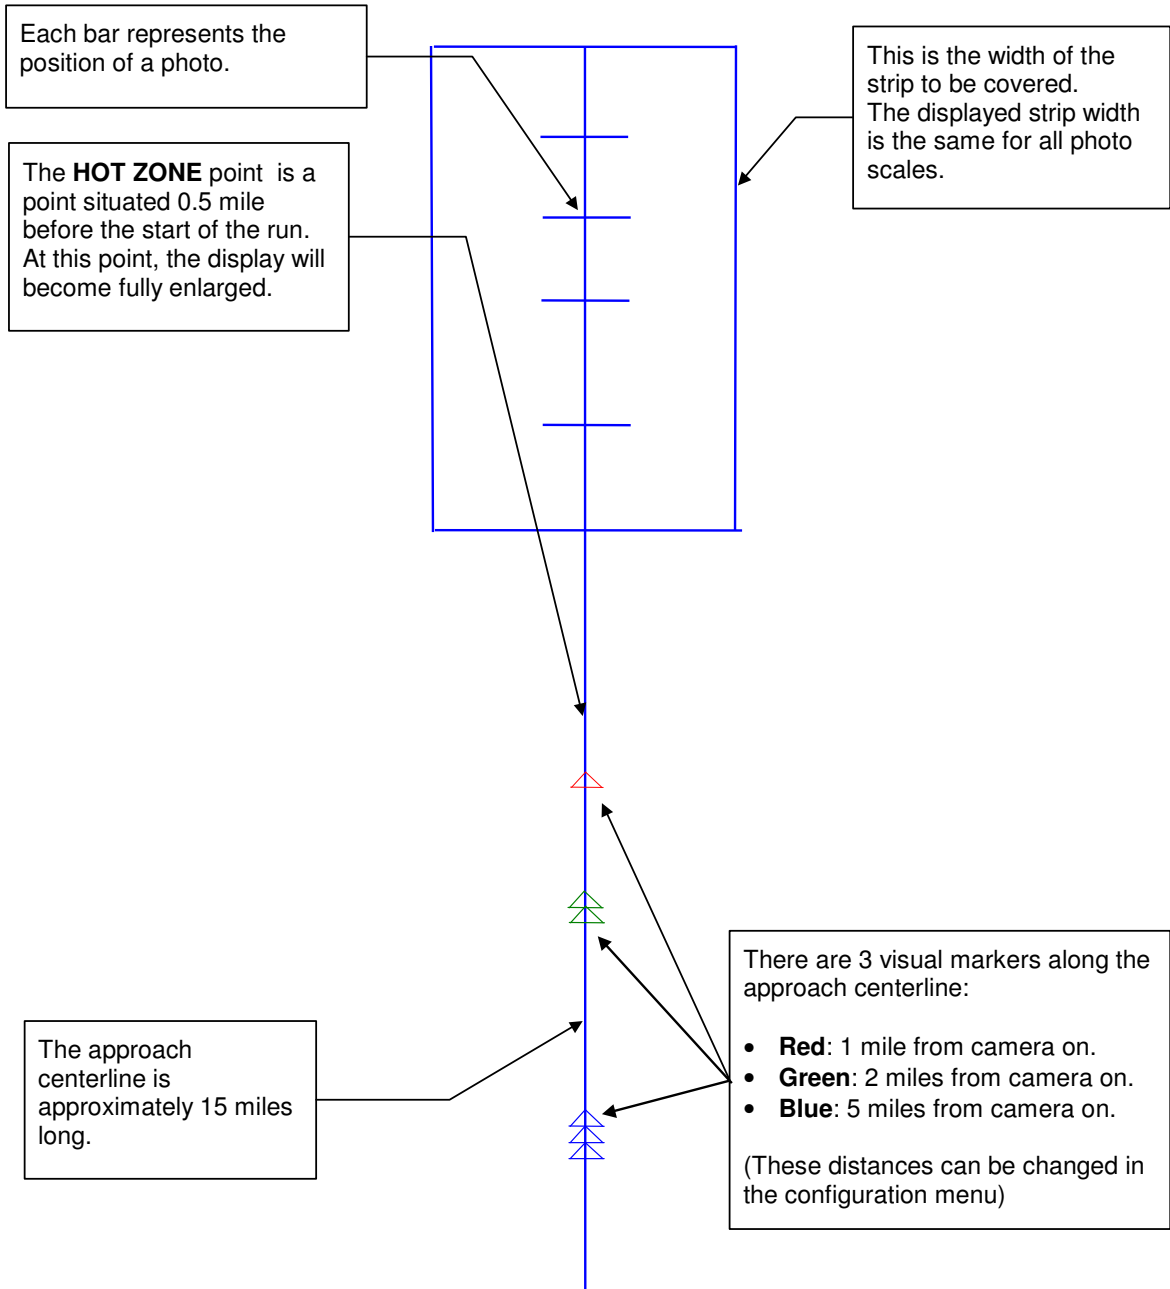 Each bar represents the
position of a photo.
This is the width of the
strip to be covered.
The displayed strip width
is the same for all photo
scales.
The HOT ZONE point  is a
point situated 0.5 mile
before the start of the run.
At this point, the display will
become fully enlarged.
There are 3 visual markers along the
approach centerline:
• Red: 1 mile from camera on.
• Green: 2 miles from camera on.
• Blue: 5 miles from camera on.
(These distances can be changed in
the configuration menu)
The approach
centerline is
approximately 15 miles
long.